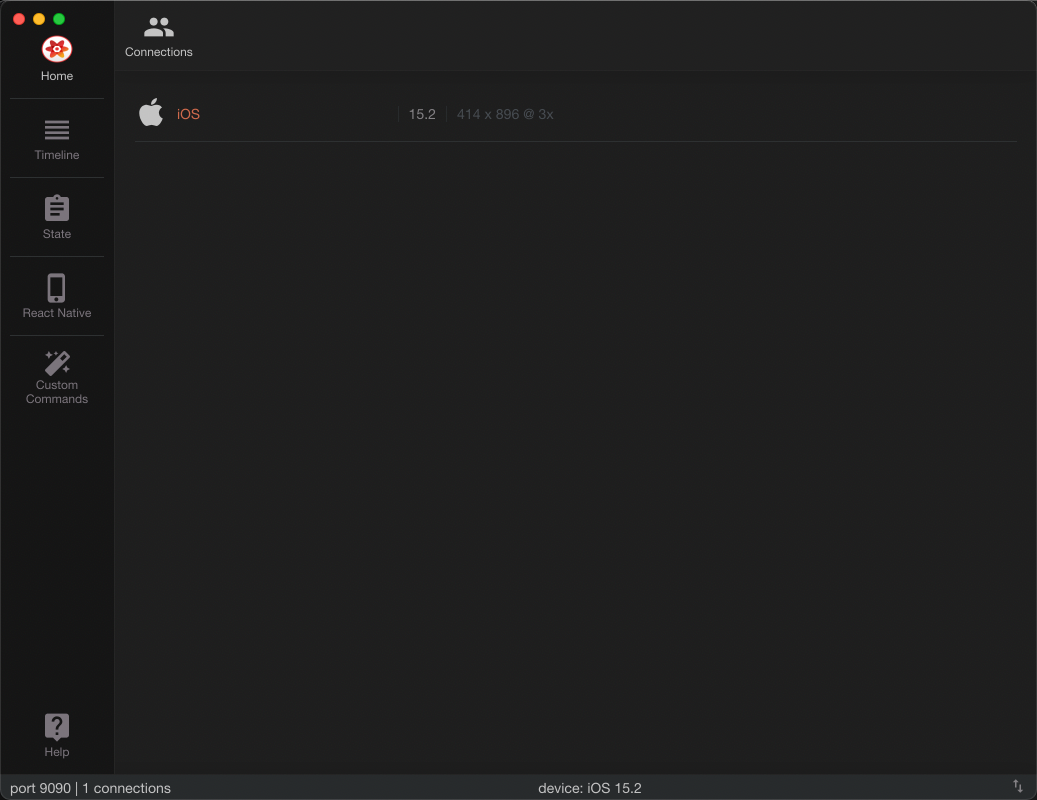 Home
Timeline
State
React Native
Custom
Commands
Help
Connections
iOS 15.2 414 x 896 @ 3x
port 9090 | 1 connections
device: iOS 15.2